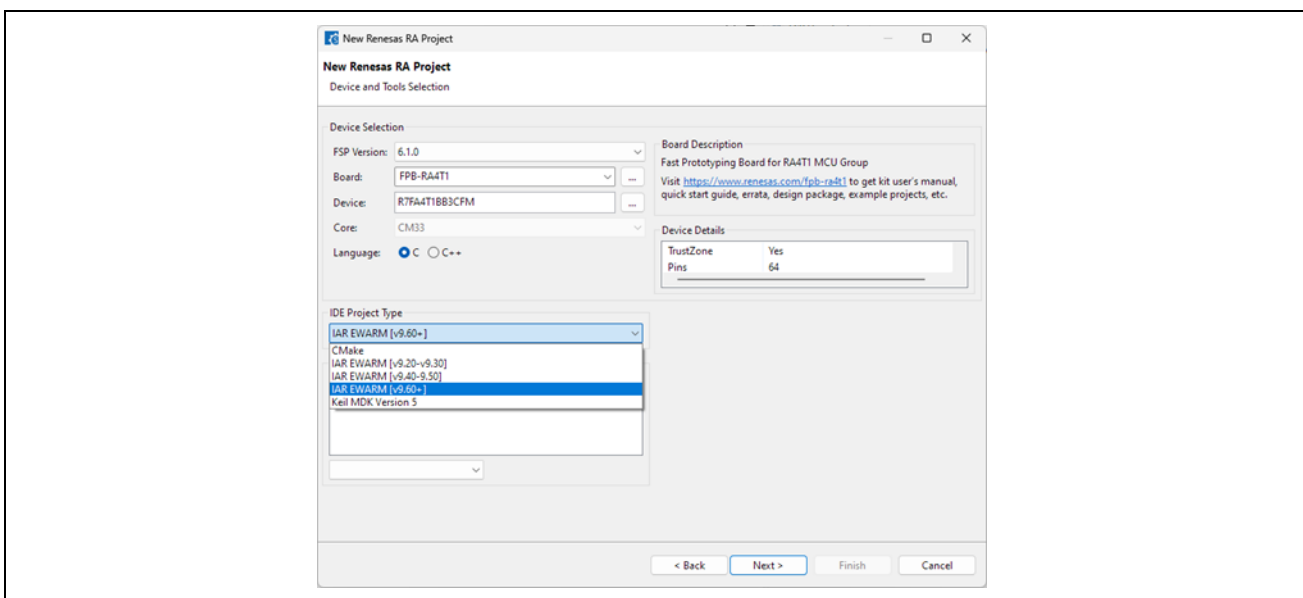 New Renesas RA Project
New Renesas RA Project
Device and Tools Selection
Device Selection
FSP Version: 6.1.0
Board: FPB-RA4T1 ...
Device: R7FA4T1BB3CFM ...
Core: CM33
Language: C C++
Board Description
Fast Prototyping Board for RA4T1 MCU Group
Visit https://www.renesas.com/fpb-ra4t1 to get kit user's manual,
quick start guide, errata, design package, example projects, etc.
Device Details
TrustZone Yes
Pins 64
IDE Project Type
IAR EWARM [v9.60+]
CMake
IAR EWARM [v9.20-v9.30]
IAR EWARM [v9.40-9.50]
IAR EWARM [v9.60+]
Keil MDK Version 5
< Back Next > Finish Cancel